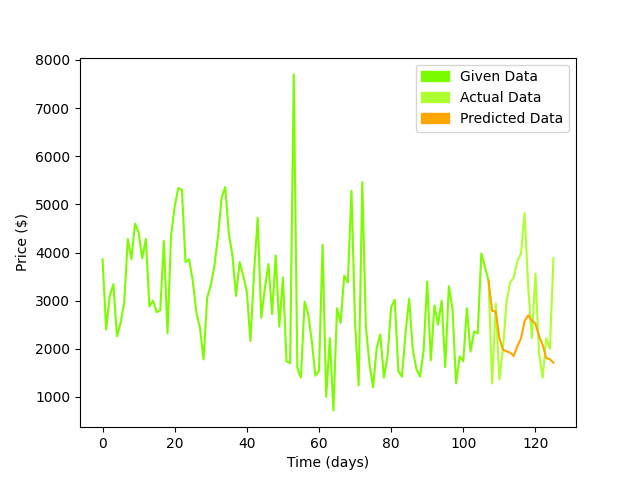 8000
7000
6000
5000
4000
3000
2000
1000
Price ($)
0 20 40 60 80 100 120
Time (days)
Given Data
Actual Data
Predicted Data